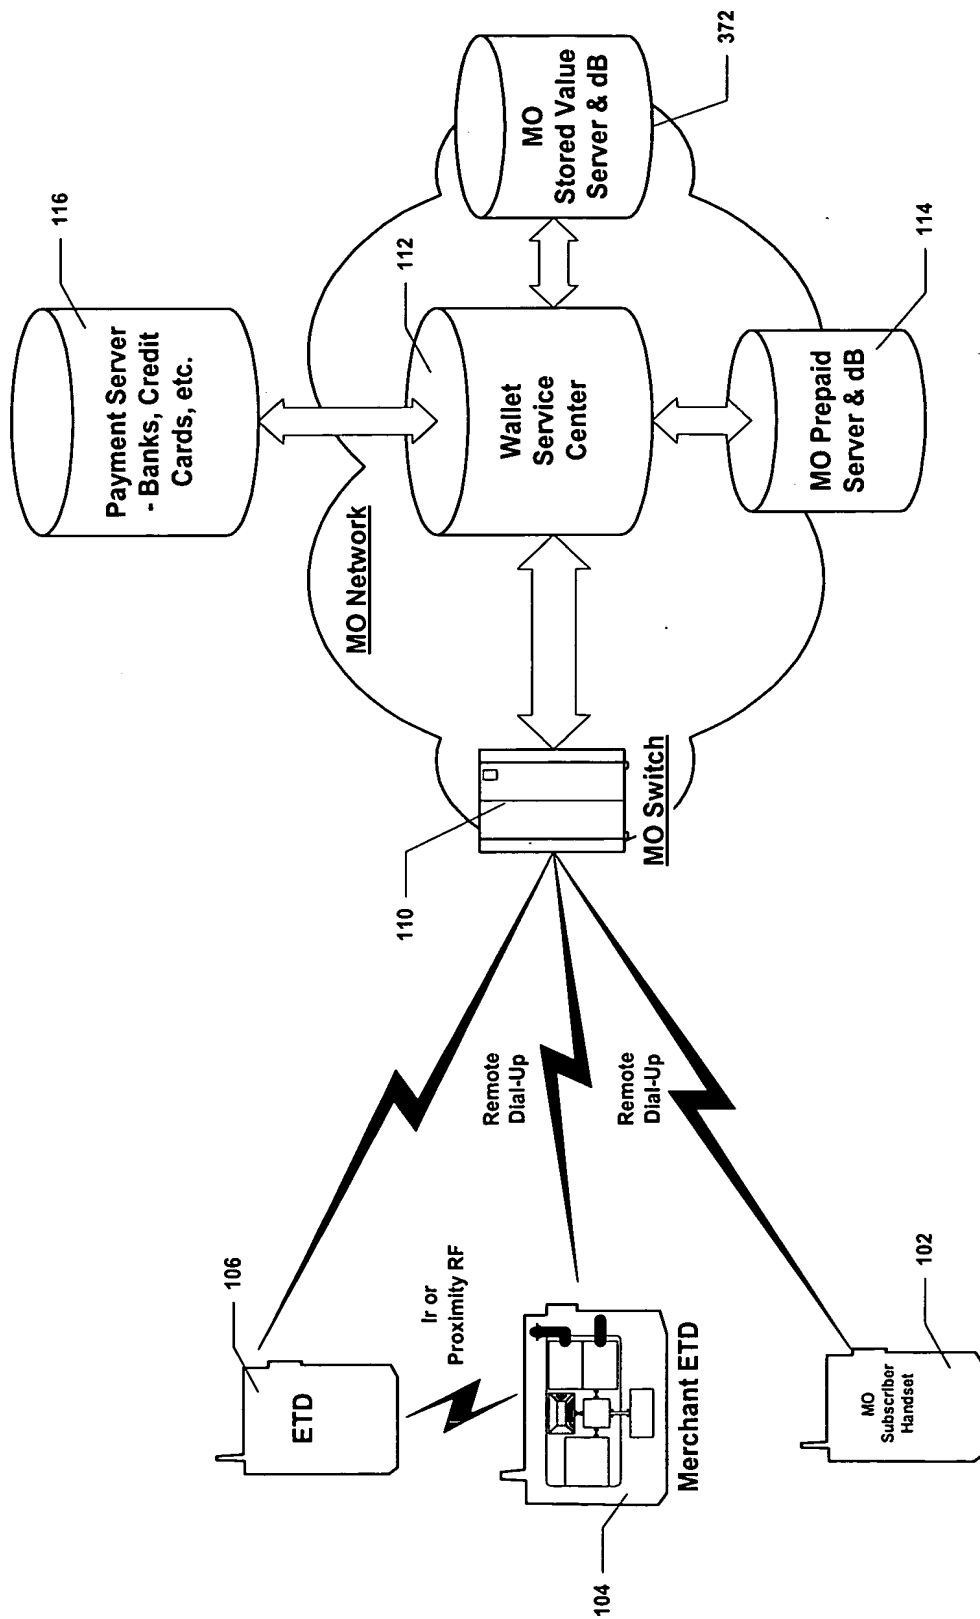 116
Payment Server
- Banks, Credit
Cards, etc.
MO Network
112
Wallet
Service
Center
MO
Stored Value
Server & dB
372
MO Prepaid
Server & dB
114
110
MO Switch
Remote
Dial-Up
Remote
Dial-Up
106
ETD
Ir or
Proximity RF
Merchant ETD
104
MO
Subscriber
Handset
102